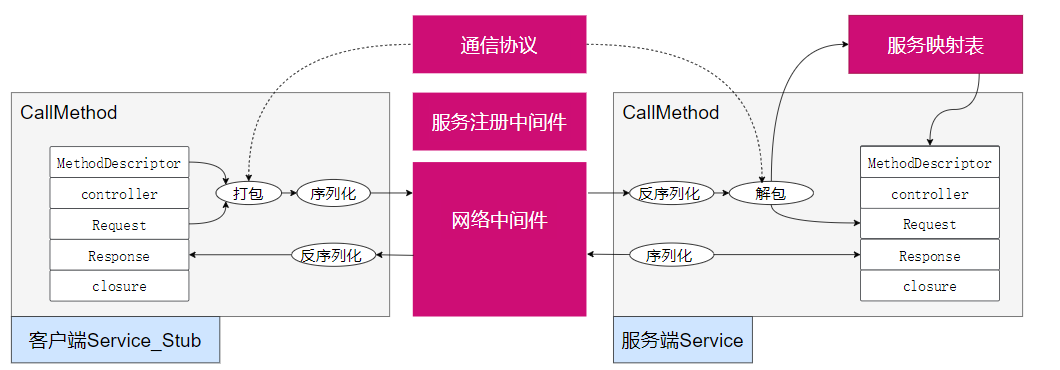 通信协议
服务映射表
CallMethod
服务注册中间件
CallMethod
MethodDescriptor
controller
Request
Response
closure
打包
序列化
反序列化
网络中间件
反序列化
解包
序列化
MethodDescriptor
controller
Request
Response
closure
客户端Service_Stub
服务端Service